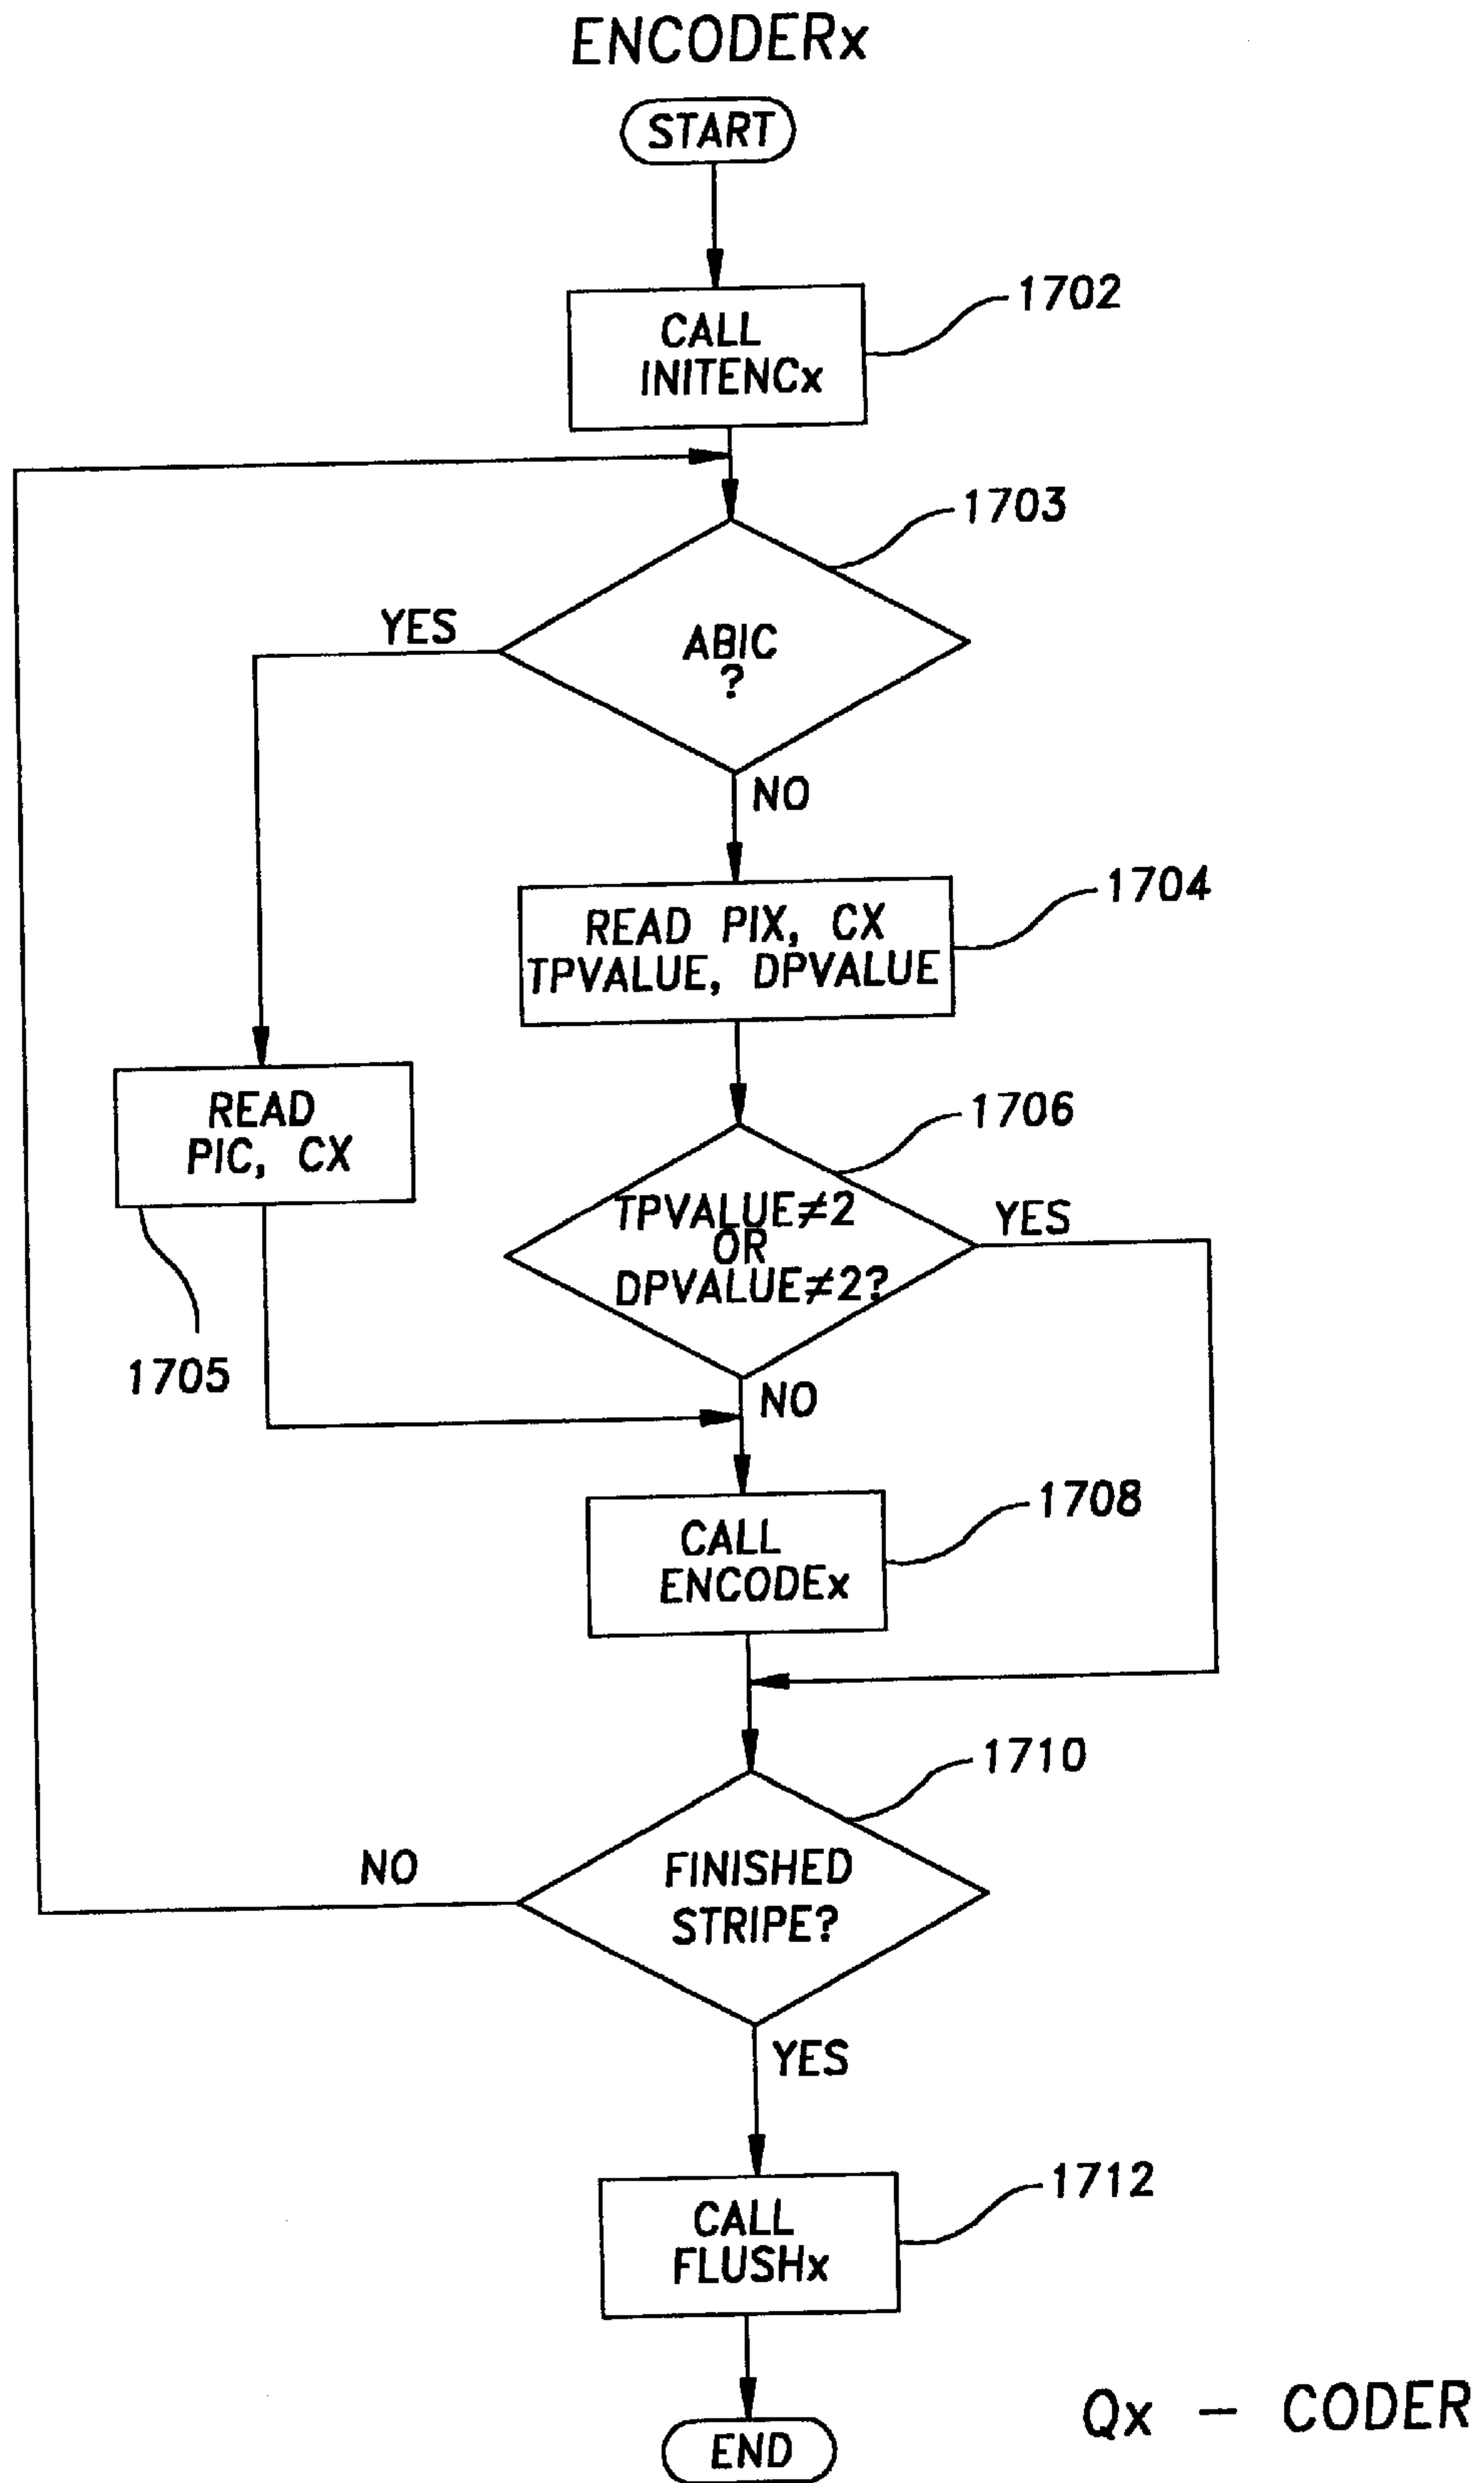 ENCODERx
START
CALL
INITENCx
1702
1703
YES
ABIC
?
NO
READ PIX, CX
TPVALUE, DPVALUE
1704
READ
PIC, CX
1705
1706
TPVALUE≠2
OR
DPVALUE≠2?
YES
NO
CALL
ENCODEx
1708
1710
NO
FINISHED
STRIPE?
YES
CALL
FLUSHx
1712
END
Qx - CODER